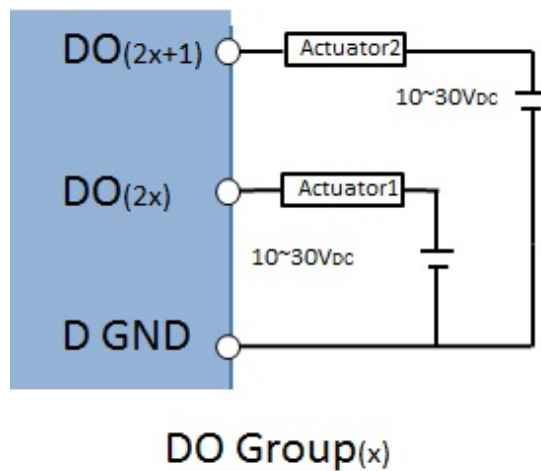 DO(2x+1)
Actuator2
10~30VDC
DO(2x)
Actuator1
10~30VDC
D GND
DO Group(x)